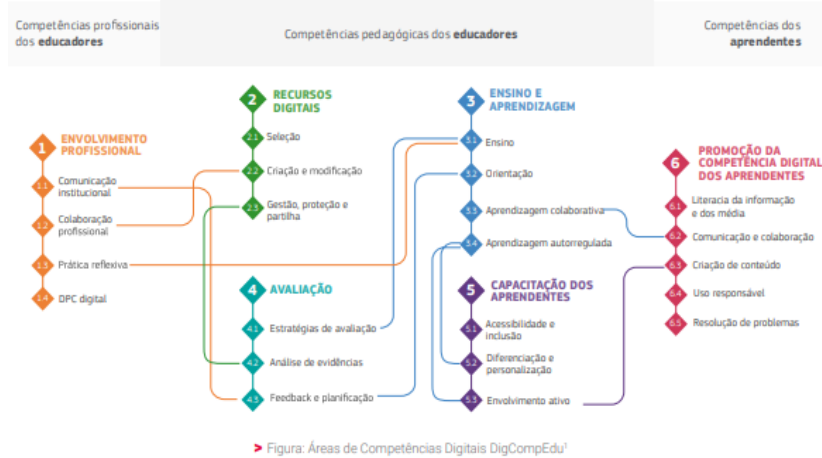 Competências profissionais
dos educadores
Competências pedagógicas dos educadores
Competências dos
aprendentes
1
ENVOLVIMENTO
PROFISSIONAL
1.1
Comunicação
institucional
1.2
Colaboração
profissional
1.3
Prática reflexiva
1.4
DPC digital
2
RECURSOS
DIGITAIS
2.1
Seleção
2.2
Criação e modificação
2.3
Gestão, proteção e
partilha
3
ENSINO E
APRENDIZAGEM
3.1
Ensino
3.2
Orientação
3.3
Aprendizagem colaborativa
3.4
Aprendizagem autorregulada
4
AVALIAÇÃO
4.1
Estratégias de avaliação
4.2
Análise de evidências
4.3
Feedback e planificação
5
CAPACITAÇÃO DOS
APRENDENTES
5.1
Acessibilidade e
inclusão
5.2
Diferenciação e
personalização
5.3
Envolvimento ativo
6
PROMOÇÃO DA
COMPETÊNCIA DIGITAL
DOS APRENDENTES
6.1
Literacia da informação
e dos média
6.2
Comunicação e colaboração
6.3
Criação de conteúdo
6.4
Uso responsável
6.5
Resolução de problemas
> Figura: Áreas de Competências Digitais DigCompEdu¹